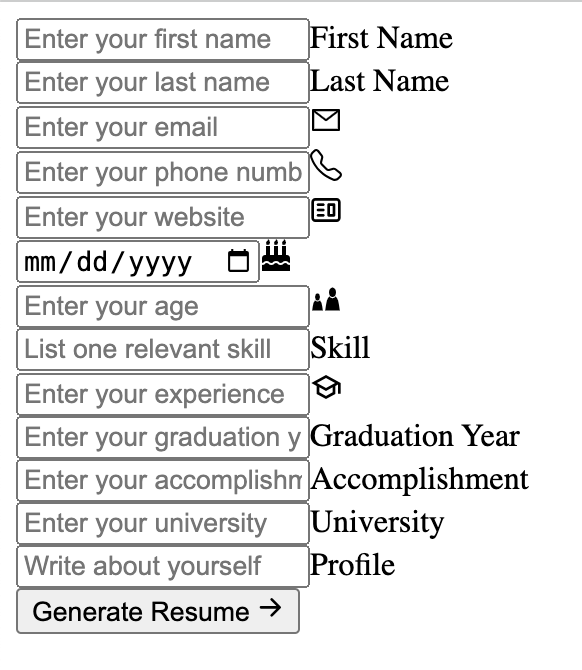 Enter your first name First Name
Enter your last name Last Name
Enter your email
Enter your phone numb
Enter your website
mm/dd/yyyy
Enter your age
List one relevant skill Skill
Enter your experience
Enter your graduation y Graduation Year
Enter your accomplishm Accomplishment
Enter your university University
Write about yourself Profile
Generate Resume →